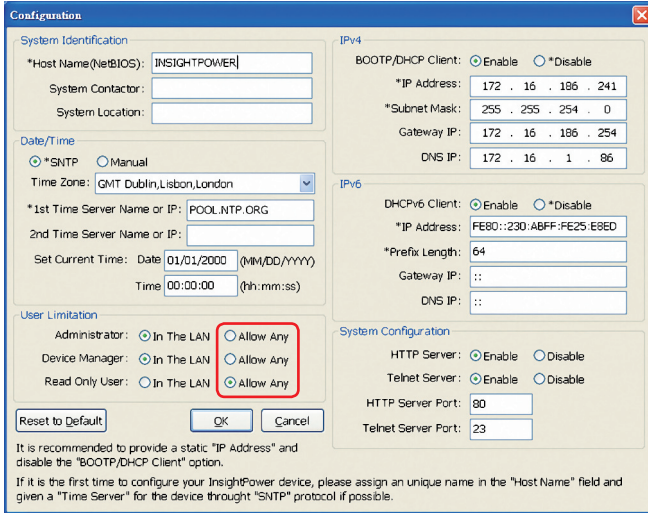 Configuration
System Identification
*Host Name(NetBIOS): INSIGHTPOWER
System Contactor:
System Location:
Date/Time
*SNTP Manual
Time Zone: GMT Dublin,Lisbon,London
*1st Time Server Name or IP: POOL.NTP.ORG
2nd Time Server Name or IP:
Set Current Time: Date 01/01/2000 (MM/DD/YYYY)
Time 00:00:00 (hh:mm:ss)
User Limitation
Administrator: In The LAN Allow Any
Device Manager: In The LAN Allow Any
Read Only User: In The LAN Allow Any
Reset to Default OK Cancel
IPv4
BOOTP/DHCP Client: Enable *Disable
*IP Address: 172 . 16 . 186 . 241
*Subnet Mask: 255 . 255 . 254 . 0
Gateway IP: 172 . 16 . 186 . 254
DNS IP: 172 . 16 . 1 . 86
IPv6
DHCPv6 Client: Enable *Disable
*IP Address: FE80::230:ABFF:FE25:E8ED
*Prefix Length: 64
Gateway IP: ::
DNS IP: ::
System Configuration
HTTP Server: Enable Disable
Telnet Server: Enable Disable
HTTP Server Port: 80
Telnet Server Port: 23
It is recommended to provide a static "IP Address" and
disable the "BOOTP/DHCP Client" option.
If it is the first time to configure your InsightPower device, please assign an unique name in the "Host Name" field and
given a "Time Server" for the device throught "SNTP" protocol if possible.